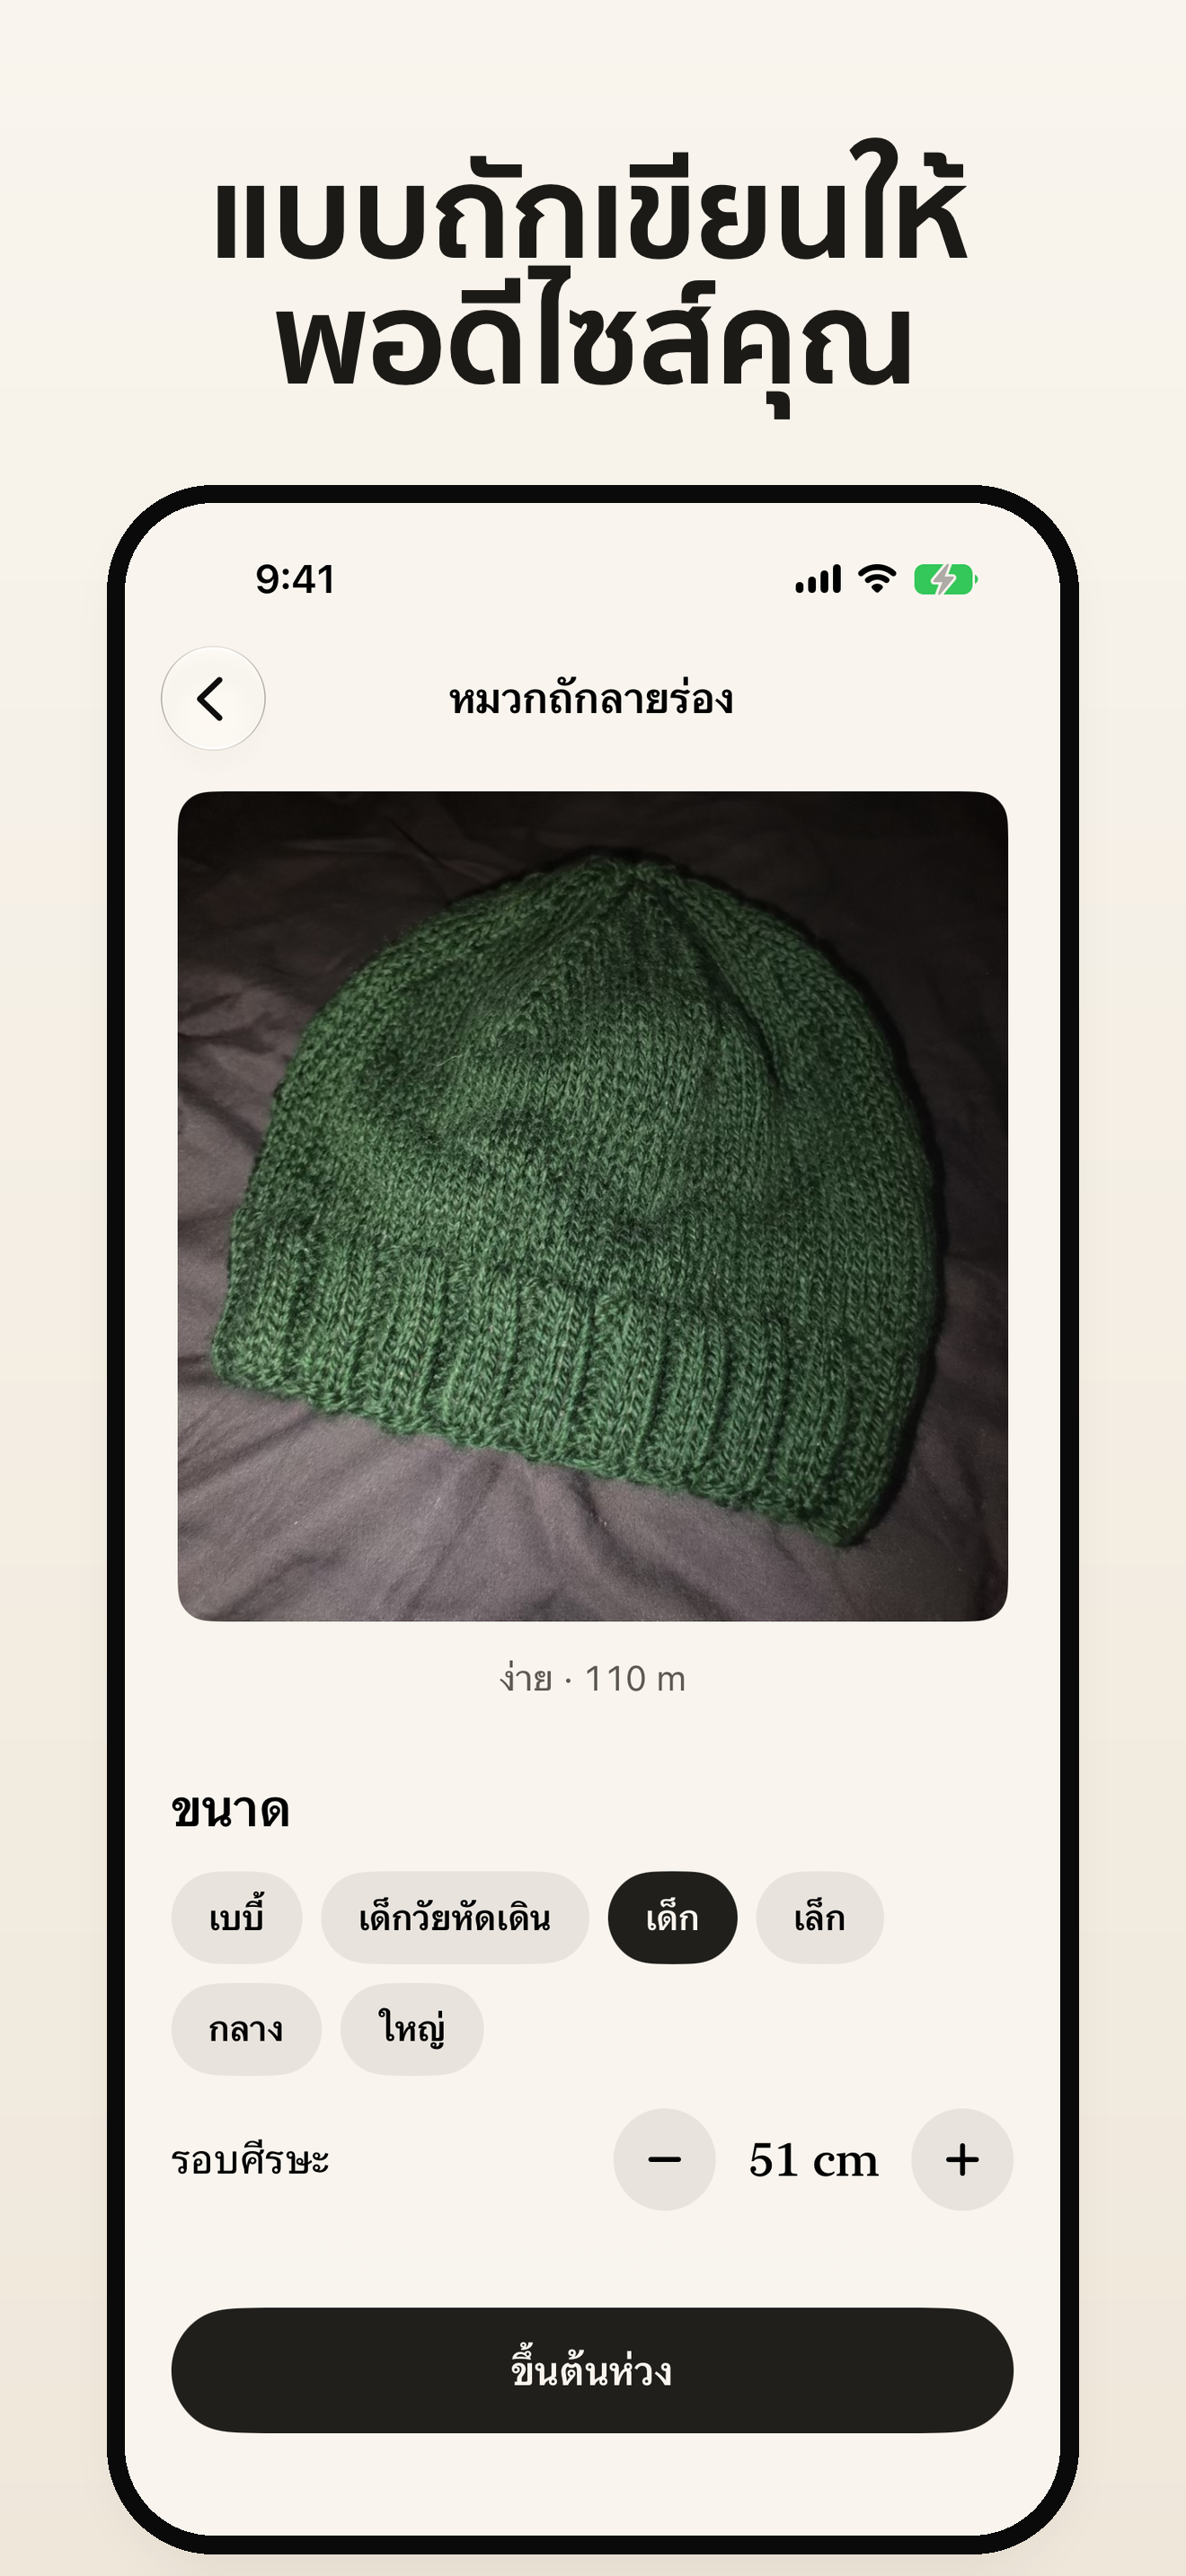 แบบถักเขียนให้
พอดีไซส์คุณ
9:41
หมวกถักลายร่อง
ง่าย · 110 m
ขนาด
เบบี้ เด็กวัยหัดเดิน เด็ก เล็ก
กลาง ใหญ่
รอบศีรษะ 51 cm
ขึ้นต้นห่วง